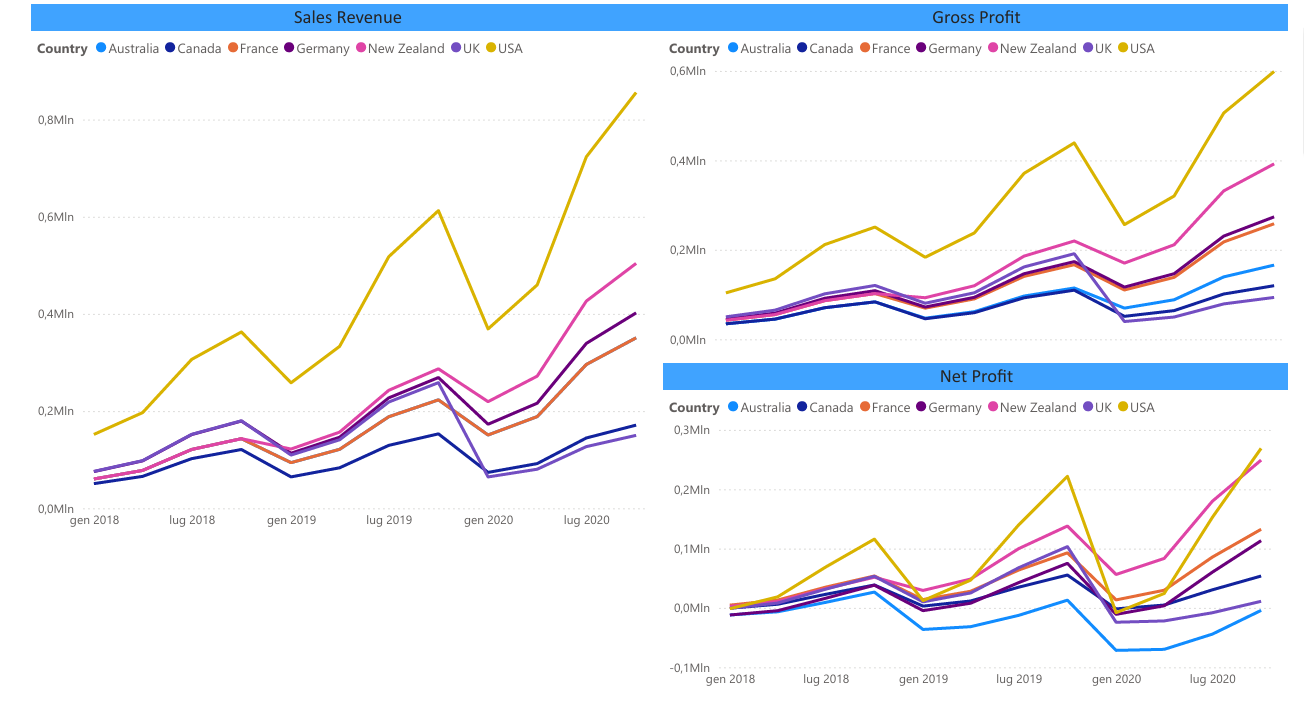 Sales Revenue
Country Australia Canada France Germany New Zealand UK USA
0,8Mln
0,6Mln
0,4Mln
0,2Mln
0,0Mln
gen 2018 lug 2018 gen 2019 lug 2019 gen 2020 lug 2020
Gross Profit
Country Australia Canada France Germany New Zealand UK USA
0,6Mln
0,4Mln
0,2Mln
0,0Mln
Net Profit
Country Australia Canada France Germany New Zealand UK USA
0,3Mln
0,2Mln
0,1Mln
0,0Mln
-0,1Mln
gen 2018 lug 2018 gen 2019 lug 2019 gen 2020 lug 2020